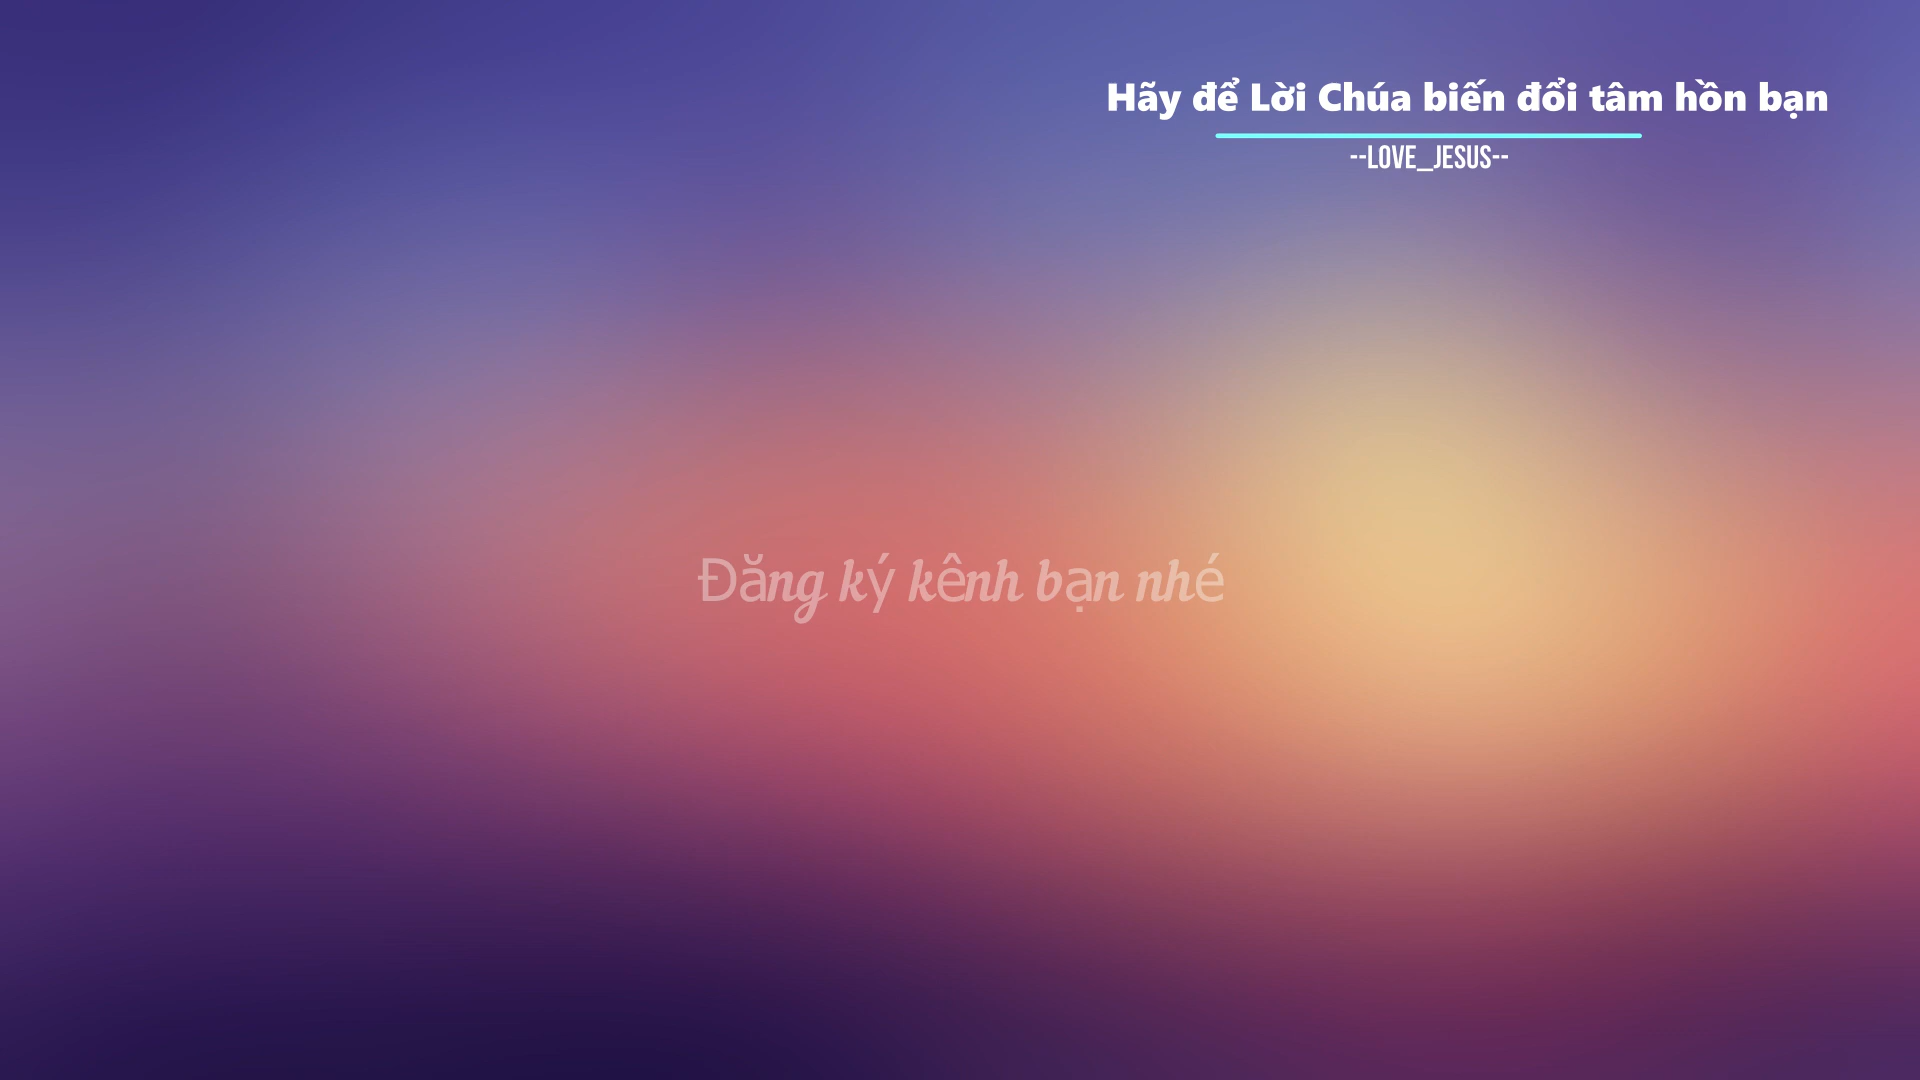 Hãy để Lời Chúa biến đổi tâm hồn bạn
--LOVE_JESUS--
Đăng ký kênh bạn nhé